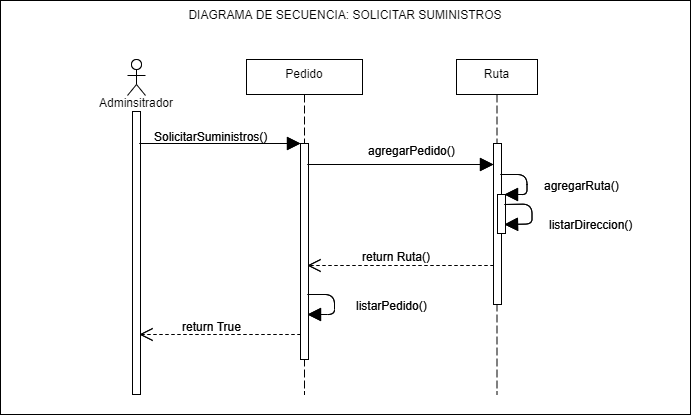 DIAGRAMA DE SECUENCIA: SOLICITAR SUMINISTROS
Pedido
Ruta
Adminsitrador
SolicitarSuministros()
agregarPedido()
agregarRuta()
listarDireccion()
return Ruta()
listarPedido()
return True